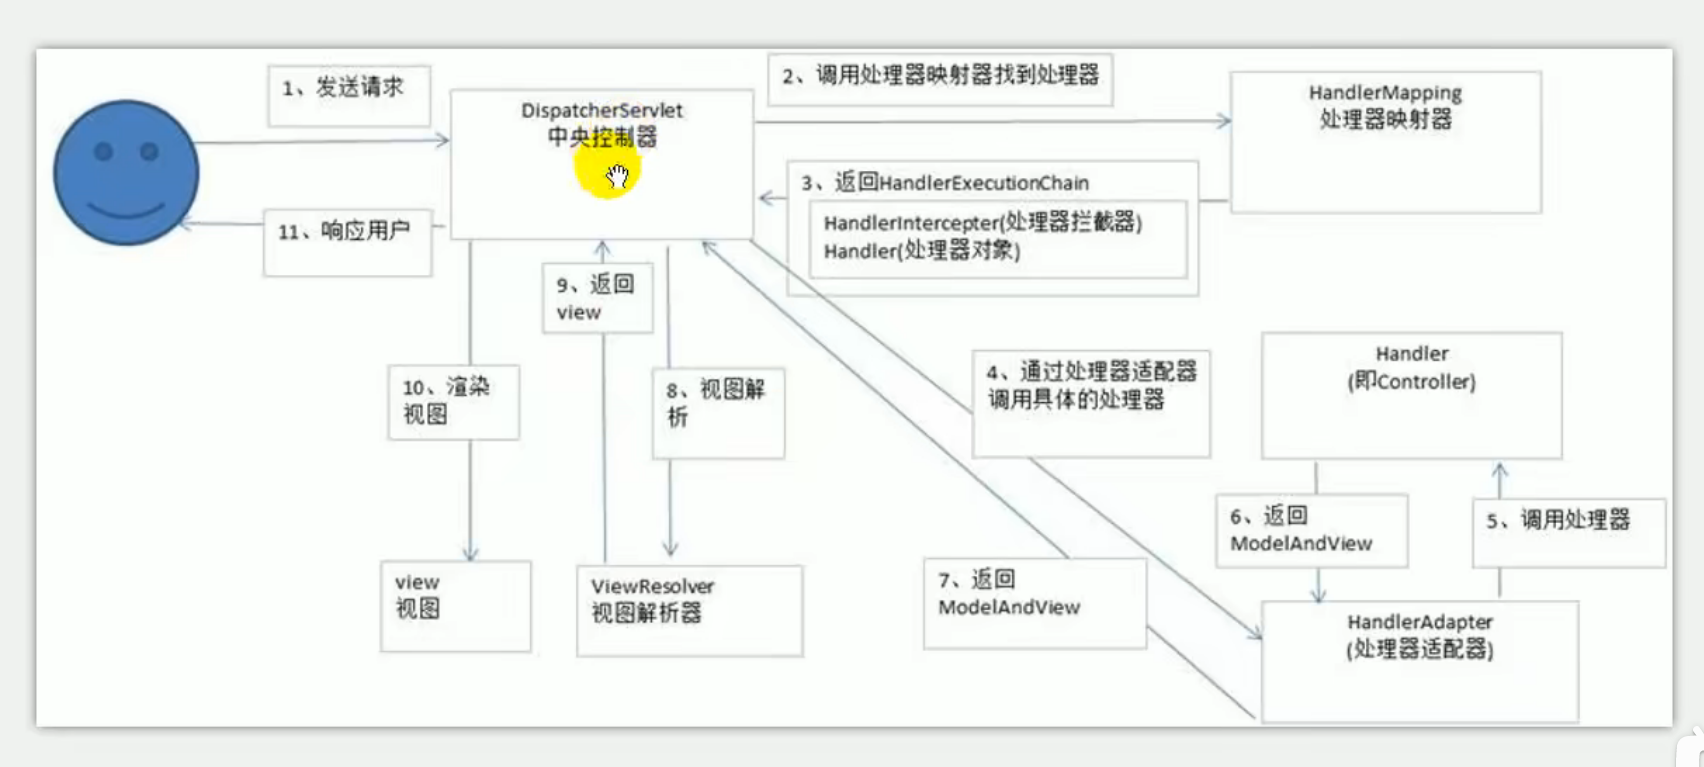 1、发送请求
DispatcherServlet
中央控制器
2、调用处理器映射器找到处理器
HandlerMapping
处理器映射器
3、返回HandlerExecutionChain
HandlerIntercepter(处理器拦截器)
Handler(处理器对象)
11、响应用户
9、返回
view
10、渲染
视图
8、视图解
析
4、通过处理器适配器
调用具体的处理器
Handler
(即Controller)
6、返回
ModelAndView
5、调用处理器
7、返回
ModelAndView
view
视图
ViewResolver
视图解析器
HandlerAdapter
(处理器适配器)